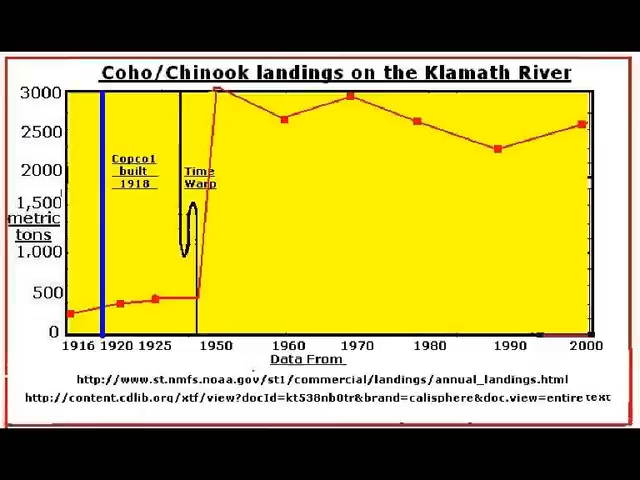 Coho/Chinook landings on the Klamath River
3000
2500
2000
1,500
metric
tons
1.000
500
0
Copco1
built
1918
Time
Warp
1916 1920 1925 1950 1960 1970 1980 1990 2000
Data From
http://www.st.nmfs.noaa.gov/st1/commercial/landings/annual_landings.html
http://content.cdlib.org/xtf/view?docId=kt538nb0tr&brand=calisphere&doc.view=entire text